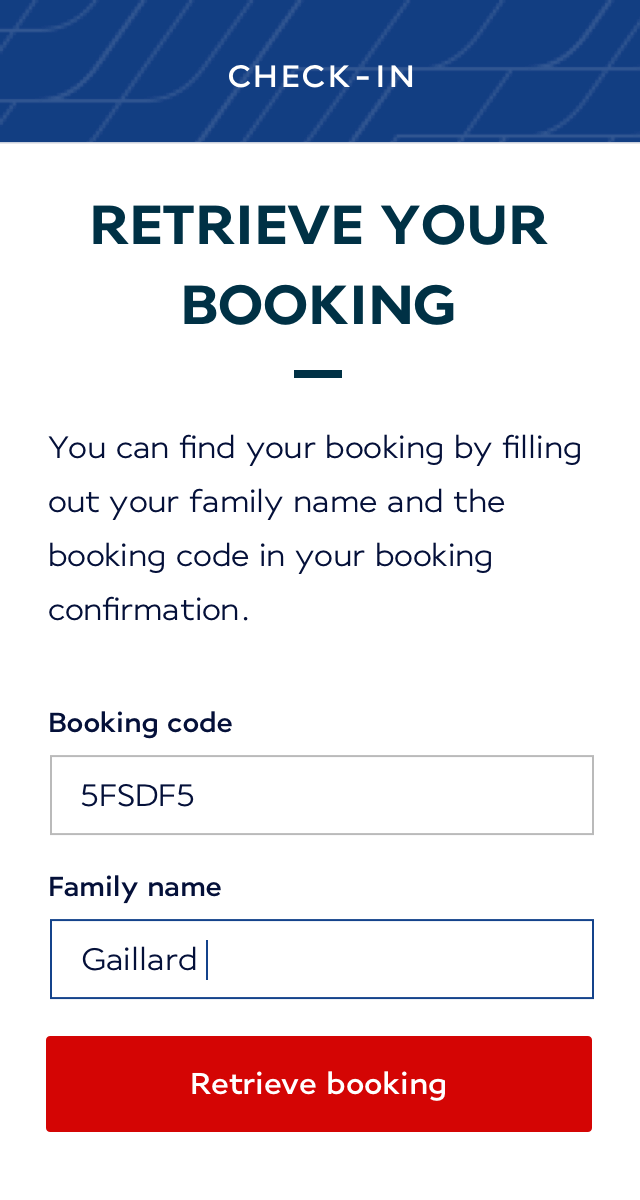 CHECK-IN
RETRIEVE YOUR
BOOKING
You can find your booking by filling
out your family name and the
booking code in your booking
confirmation.
Booking code
5FSDF5
Family name
Gaillard
Retrieve booking